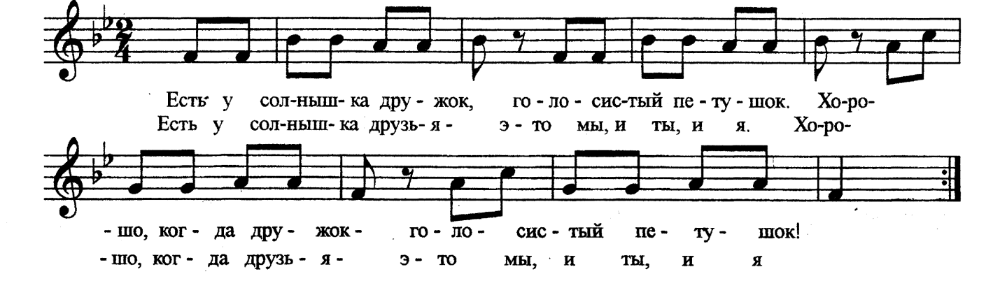 2
4
Есть у сол-ныш- ка дру - жок, го - ло - сис-тый пе - ту - шок. Хо-ро-
Есть у сол-ныш- ка друзь- я - э - то мы, и ты, и я. Хо-ро-
- шо, ког - да дру - жок - го - ло - сис - тый пе - ту - шок!
- шо, ког - да друзь - я - э - то мы, и ты, и я